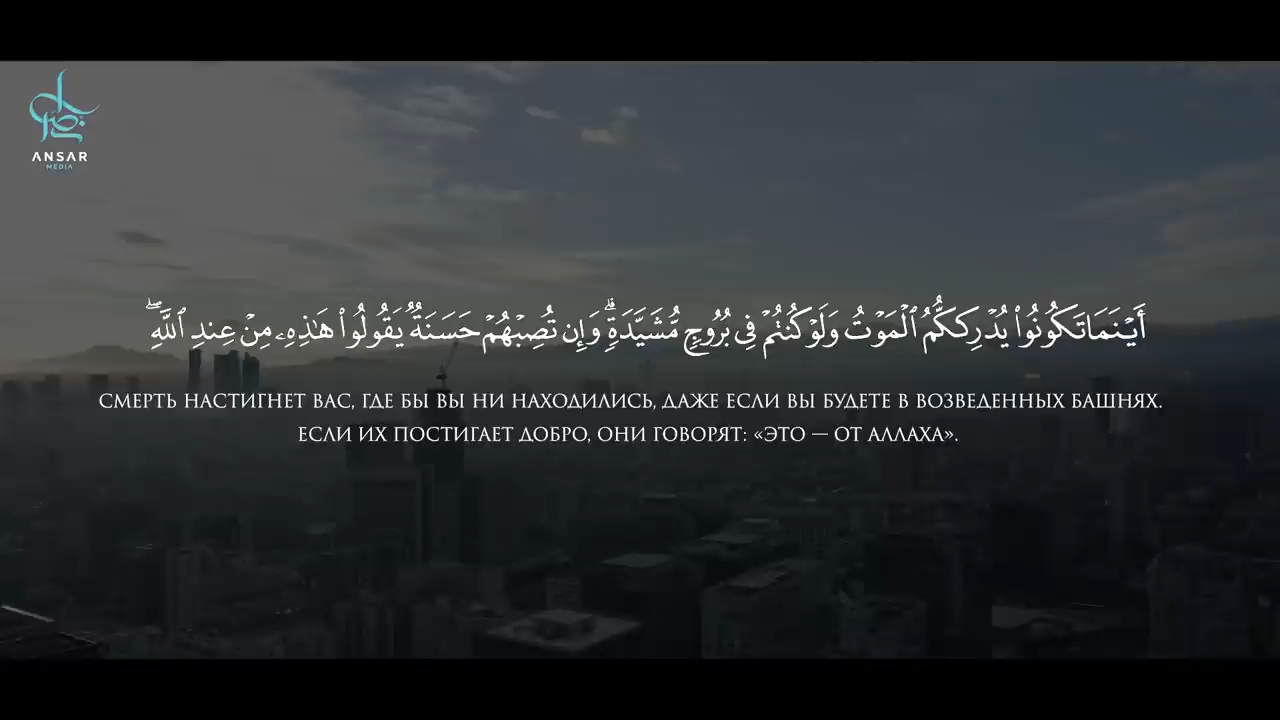 ANSAR
MEDIA
أَيْنَمَا تَكُونُوا۟ يُدْرِككُّمُ ٱلْمَوْتُ وَلَوْ كُنتُمْ فِى بُرُوجٍ مُّشَيَّدَةٍ ۗ وَإِن تُصِبْهُمْ حَسَنَةٌ يَقُولُوا۟ هَـٰذِهِۦ مِنْ عِندِ ٱللَّهِ ۖ
СМЕРТЬ НАСТИГНЕТ ВАС, ГДЕ БЫ ВЫ НИ НАХОДИЛИСЬ, ДАЖЕ ЕСЛИ ВЫ БУДЕТЕ В ВОЗВЕДЕННЫХ БАШНЯХ.
ЕСЛИ ИХ ПОСТИГАЕТ ДОБРО, ОНИ ГОВОРЯТ: «ЭТО — ОТ АЛЛАХА».